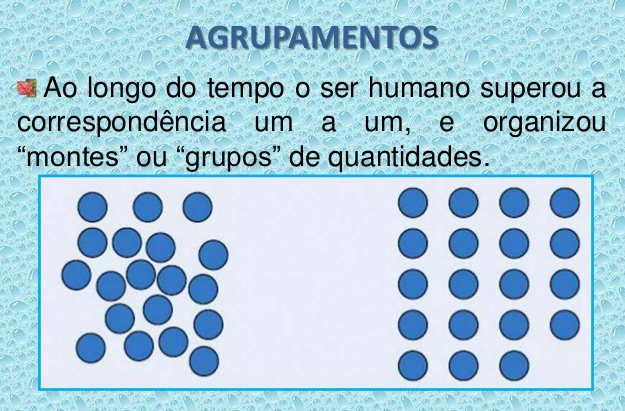 AGRUPAMENTOS
Ao longo do tempo o ser humano superou a
correspondência um a um, e organizou
“montes” ou “grupos” de quantidades.